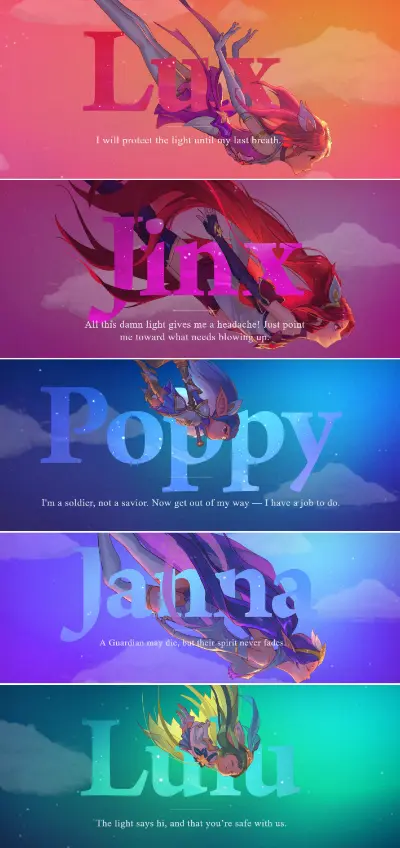 Lux
I will protect the light until my last breath.
Jinx
All this damn light gives me a headache! Just point
me toward what needs blowing up.
Poppy
I'm a soldier, not a savior. Now get out of my way — I have a job to do.
Janna
A Guardian may die, but their spirit never fades.
Lulu
The light says hi, and that you're safe with us.